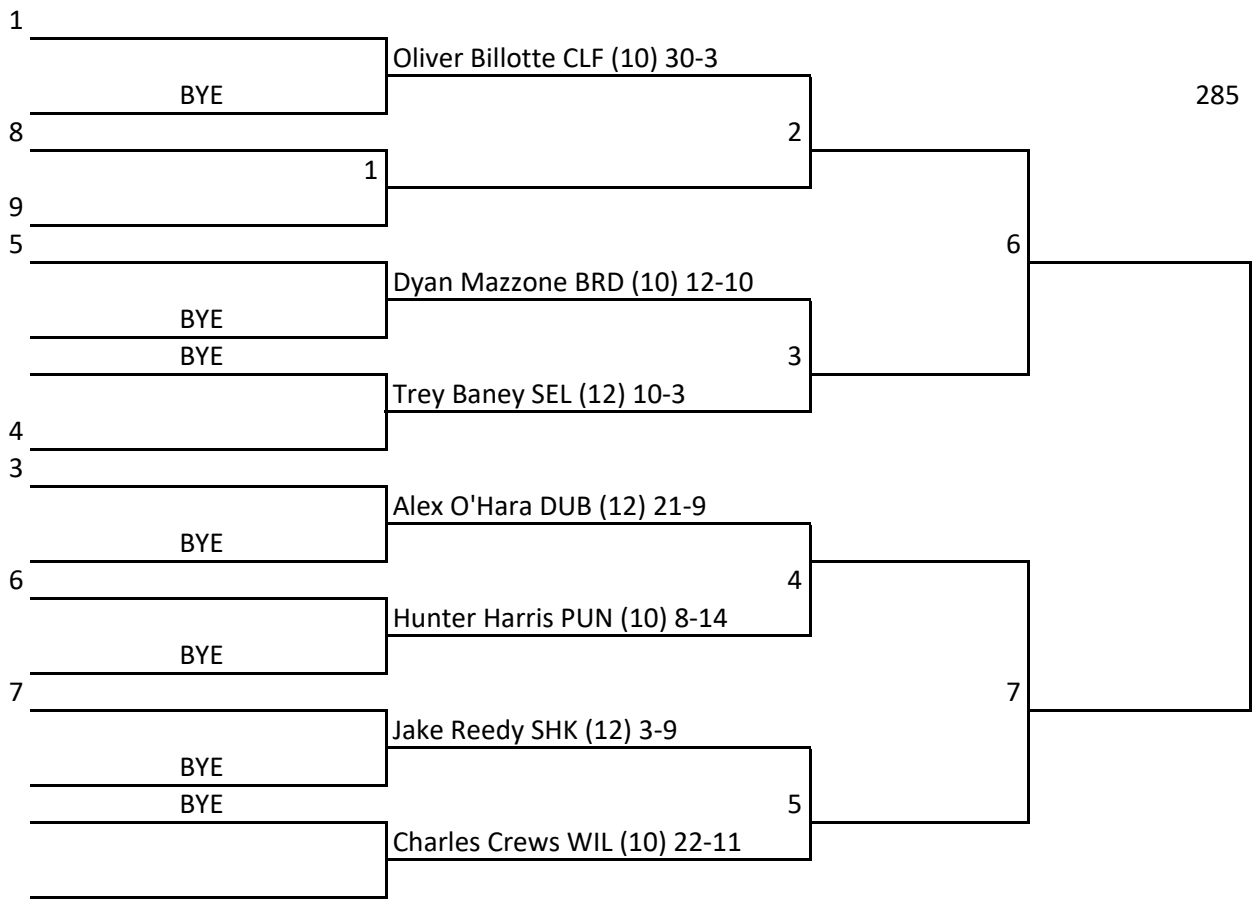 1
Oliver Billotte CLF (10) 30-3
BYE
285
8
2
1
9
5
6
Dyan Mazzone BRD (10) 12-10
BYE
BYE
3
Trey Baney SEL (12) 10-3
4
3
Alex O'Hara DUB (12) 21-9
BYE
6
4
Hunter Harris PUN (10) 8-14
BYE
7
7
Jake Reedy SHK (12) 3-9
BYE
BYE
5
Charles Crews WIL (10) 22-11